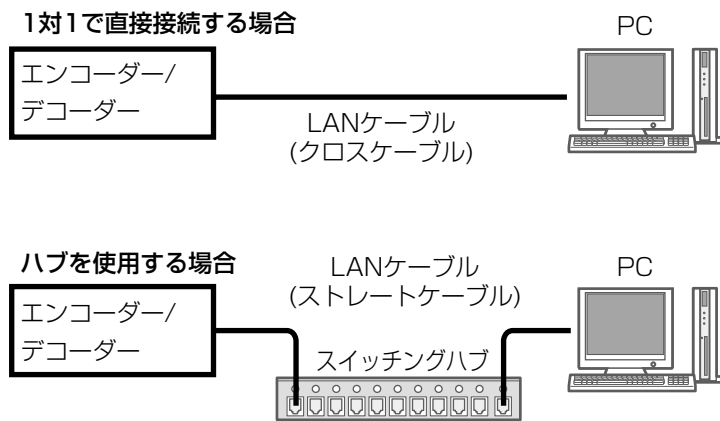 1対1で直接接続する場合
PC
エンコーダー/
デコーダー
LANケーブル
(クロスケーブル)
ハブを使用する場合
LANケーブル
(ストレートケーブル)
PC
エンコーダー/
デコーダー
スイッチングハブ